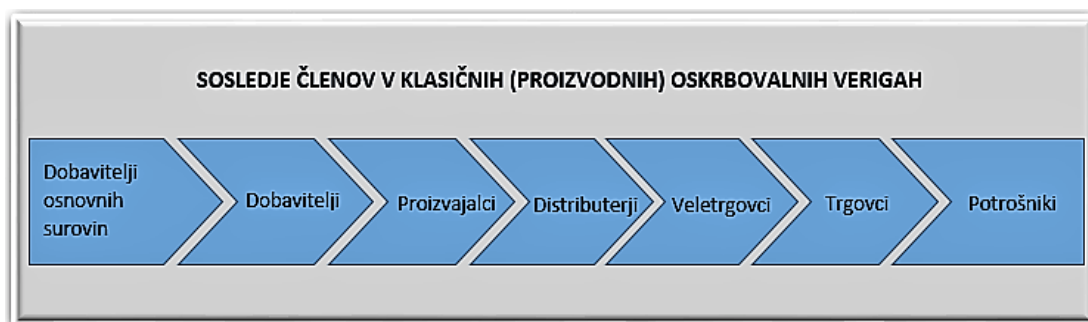 SOSLEDJE ČLENOV V KLASIČNIH (PROIZVODNIH) OSKRBOVALNIH VERIGAH
Dobavitelji
osnovnih
surovin
Dobavitelji
Proizvajalci
Distributerji
Veletrgovci
Trgovci
Potrošniki